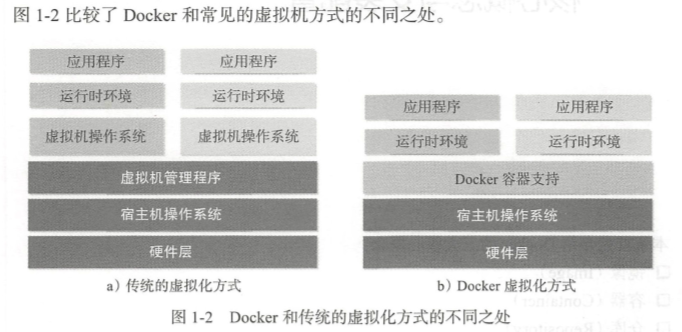 图 1-2 比较了 Docker 和常见的虚拟机方式的不同之处。
应用程序 应用程序
运行时环境 运行时环境
虚拟机操作系统 虚拟机操作系统
虚拟机管理程序
宿主机操作系统
硬件层
a）传统的虚拟化方式
应用程序 应用程序
运行时环境 运行时环境
Docker 容器支持
宿主机操作系统
硬件层
b）Docker 虚拟化方式
图 1-2 Docker 和传统的虚拟化方式的不同之处